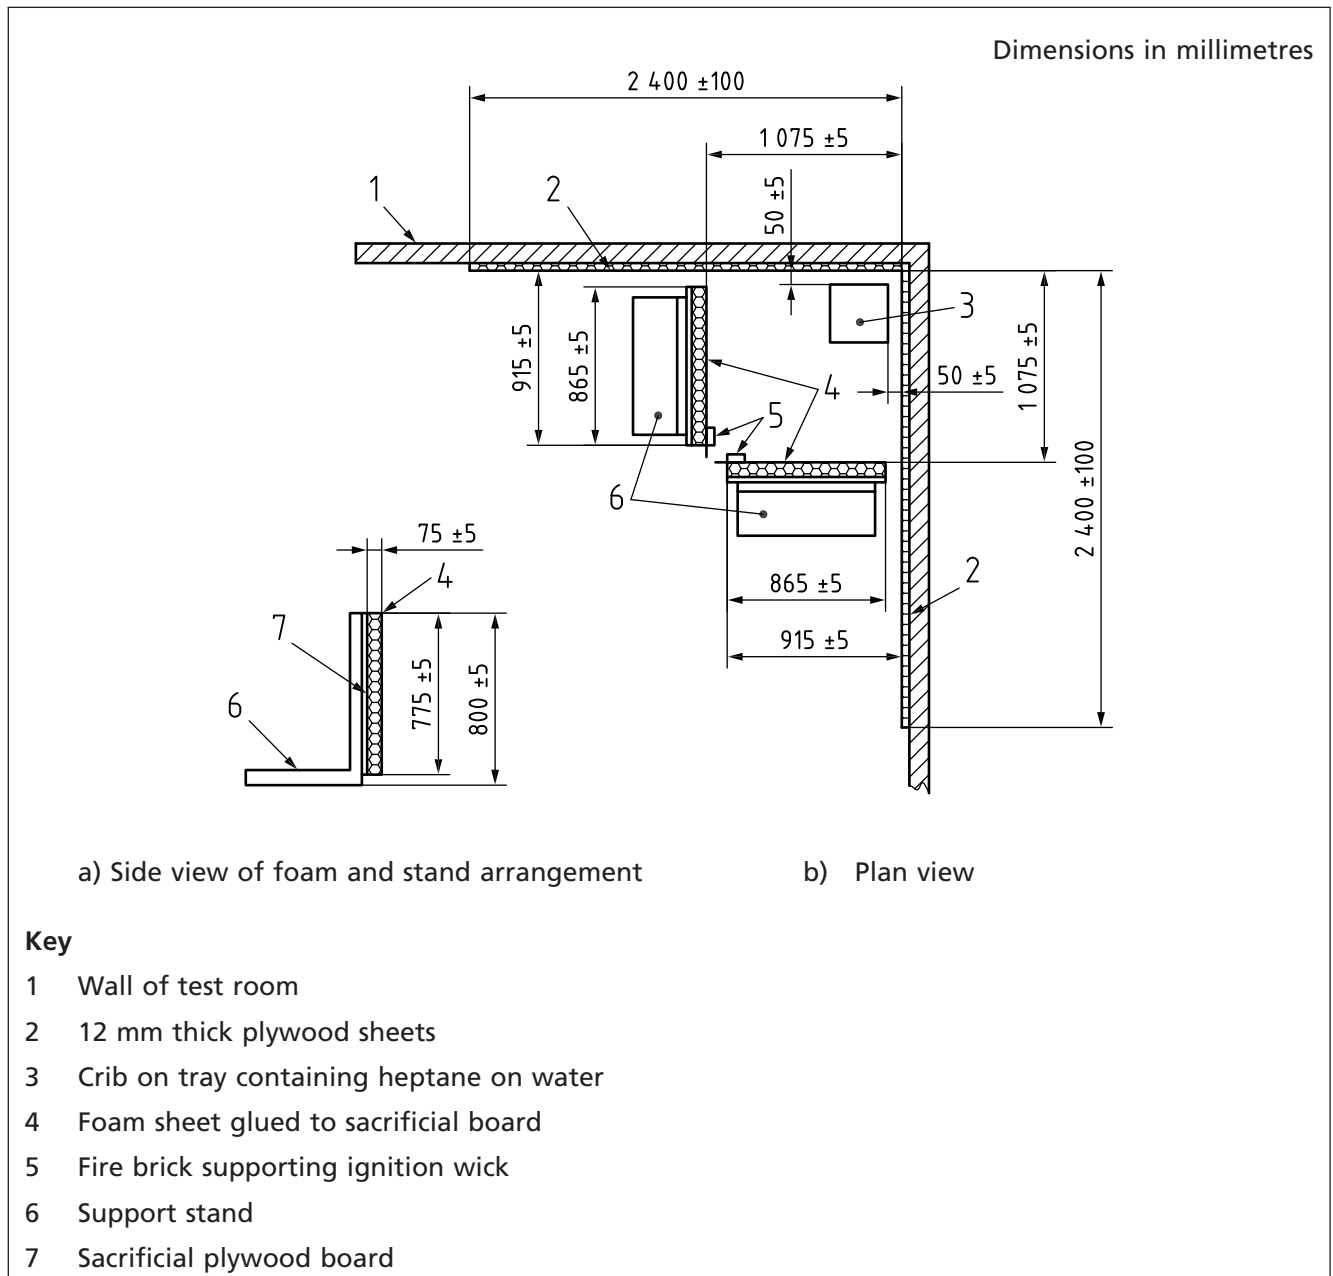 Dimensions in millimetres
2 400 ±100
1 075 ±5
50 ±5
1
2
3
915 ±5
865 ±5
4
5
1 075 ±5
50 ±5
6
2 400 ±100
75 ±5
4
865 ±5
2
7
775 ±5
800 ±5
915 ±5
6
a) Side view of foam and stand arrangement
b) Plan view
Key
1 Wall of test room
2 12 mm thick plywood sheets
3 Crib on tray containing heptane on water
4 Foam sheet glued to sacrificial board
5 Fire brick supporting ignition wick
6 Support stand
7 Sacrificial plywood board